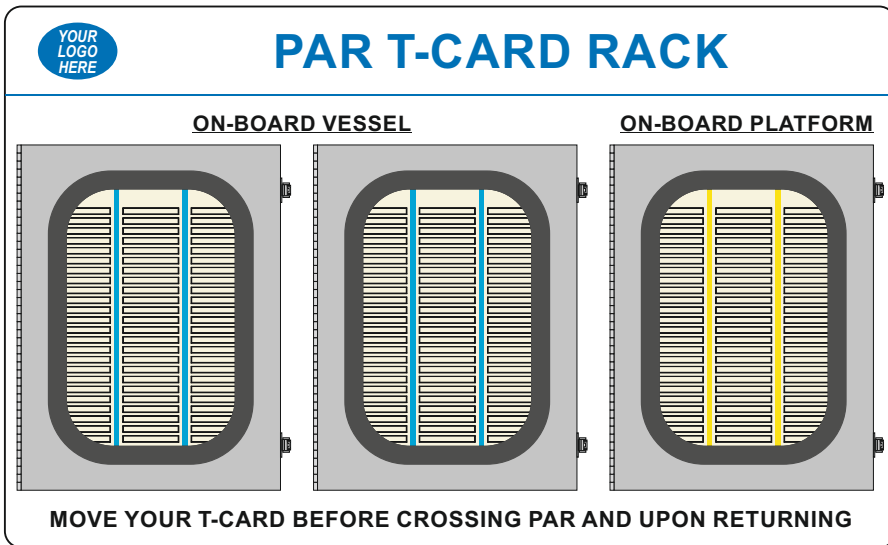 YOUR
LOGO
HERE
PAR T-CARD RACK
ON-BOARD VESSEL
ON-BOARD PLATFORM
MOVE YOUR T-CARD BEFORE CROSSING PAR AND UPON RETURNING